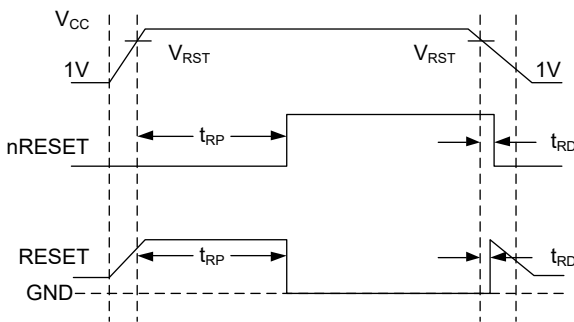 VCC
VRST VRST
1V 1V
nRESET tRP tRD
RESET tRP tRD
GND